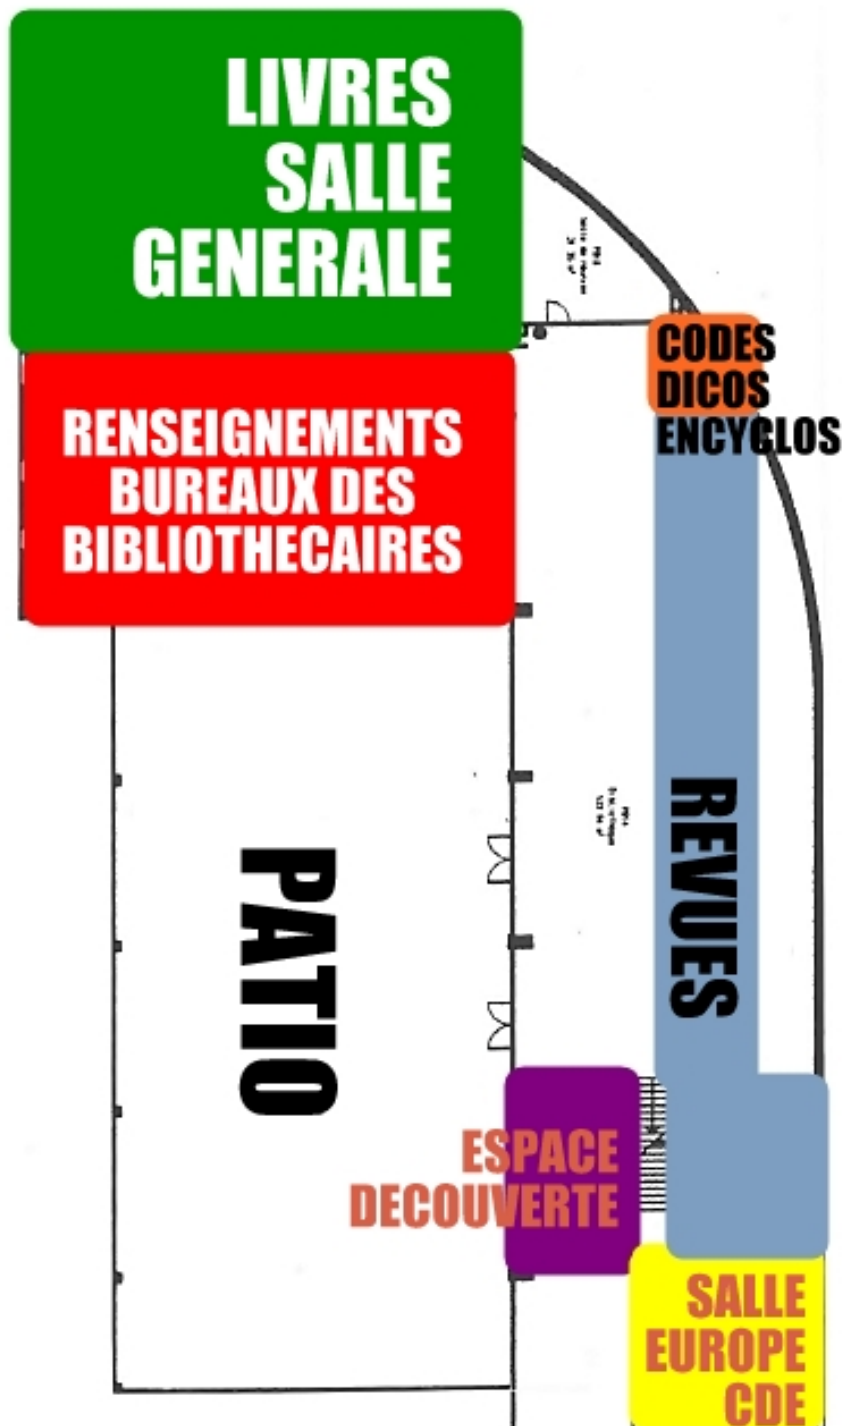 LIVRES
SALLE
GENERALE
CODES
DICOS
ENCYCLOS
RENSEIGNEMENTS
BUREAUX DES
BIBLIOTHECAIRES
REVUES
PATIO
ESPACE
DECOUVERTE
SALLE
EUROPE
CDE